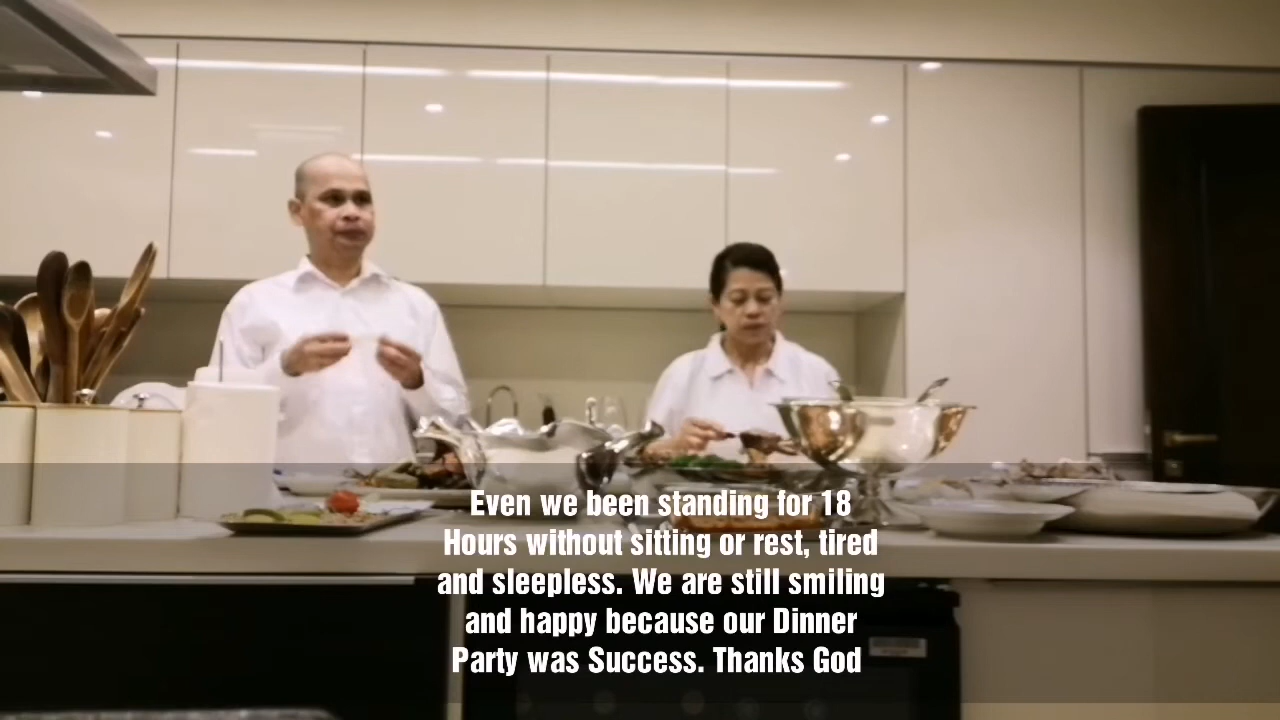 Even we been standing for 18
Hours without sitting or rest, tired
and sleepless. We are still smiling
and happy because our Dinner
Party was Success. Thanks God